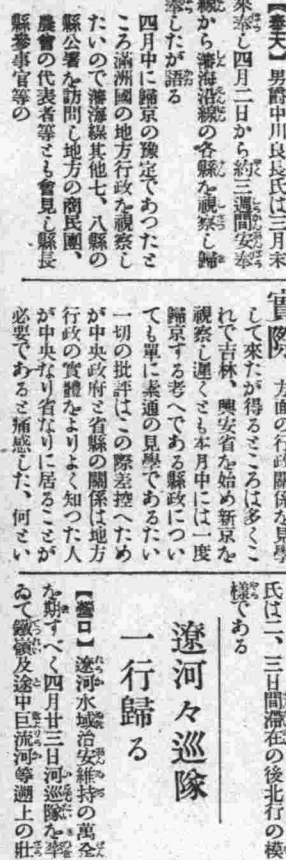 【奉天】男爵中川良長氏は三月末
來奉し四月二日から約三週間安奉
線から瀋海沿線の各縣を視察し歸
奉したが語る
四月中に歸京の豫定であつたと
ころ滿洲國の地方行政を視察し
たいので瀋海線其他七、八縣の
縣公署を訪問し地方の商民團、
農會の代表者等とも會見し縣長
縣參事官等の
實際
方面の行政關係を見學
して來たが得るところは多くこ
れで吉林、興安省を始め新京を
視察し遲くとも本月中には一度
歸京する考へである縣政につい
ても單に素通の見學であるたい
一切の批評はこの際差控へため
が中央政府と省縣の關係は地方
行政の實體をよりよく知つた人
が中央なり省なりに居ることが
必要であると痛感した、何とい
氏は二、三日間滯在の後北行の模
樣である
遼河々巡隊
一行歸る
【營口】遼河水域治安維持の萬全
を期すべく四月廿三日河巡隊を率
ゐて鐵嶺及途中巨流河等遡上の壯